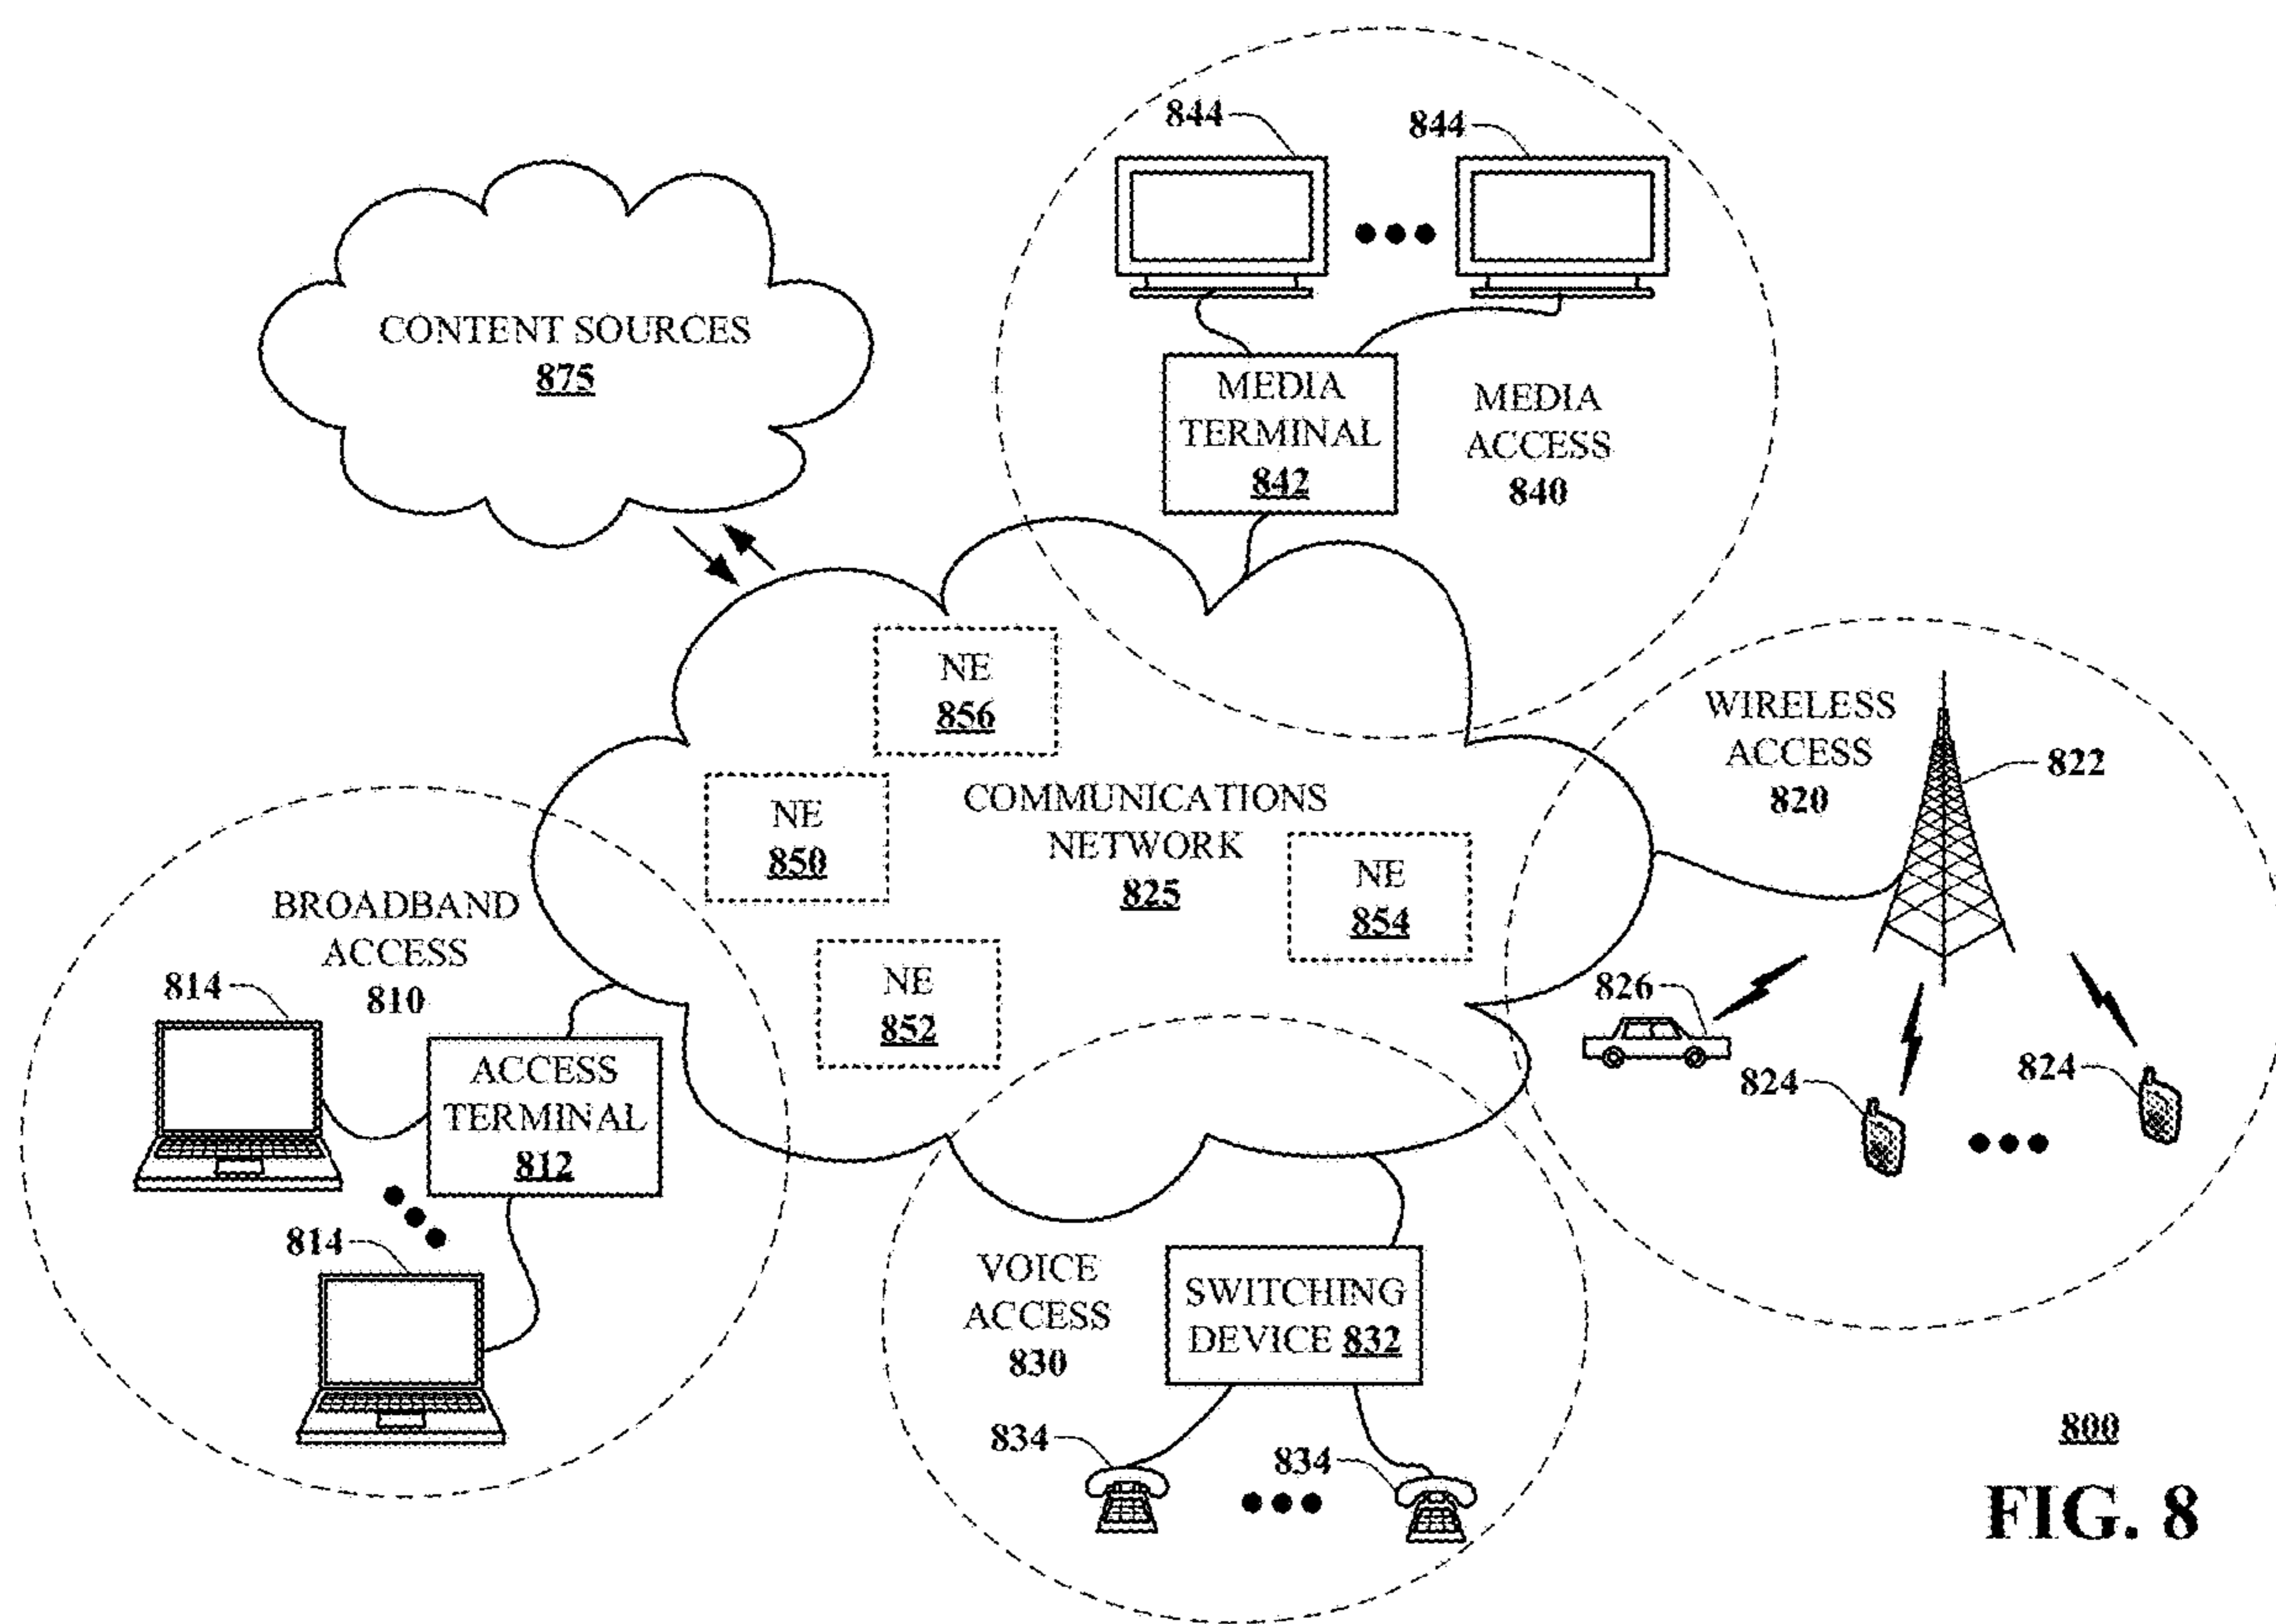 844
844
CONTENT SOURCES
875
MEDIA
TERMINAL
842
MEDIA
ACCESS
840
NE
856
WIRELESS
ACCESS
820
822
COMMUNICATIONS
NETWORK
825
NE
850
NE
854
NE
852
BROADBAND
ACCESS
810
814
ACCESS
TERMINAL
812
814
826
824
824
VOICE
ACCESS
830
SWITCHING
DEVICE 832
834
834
800
FIG. 8